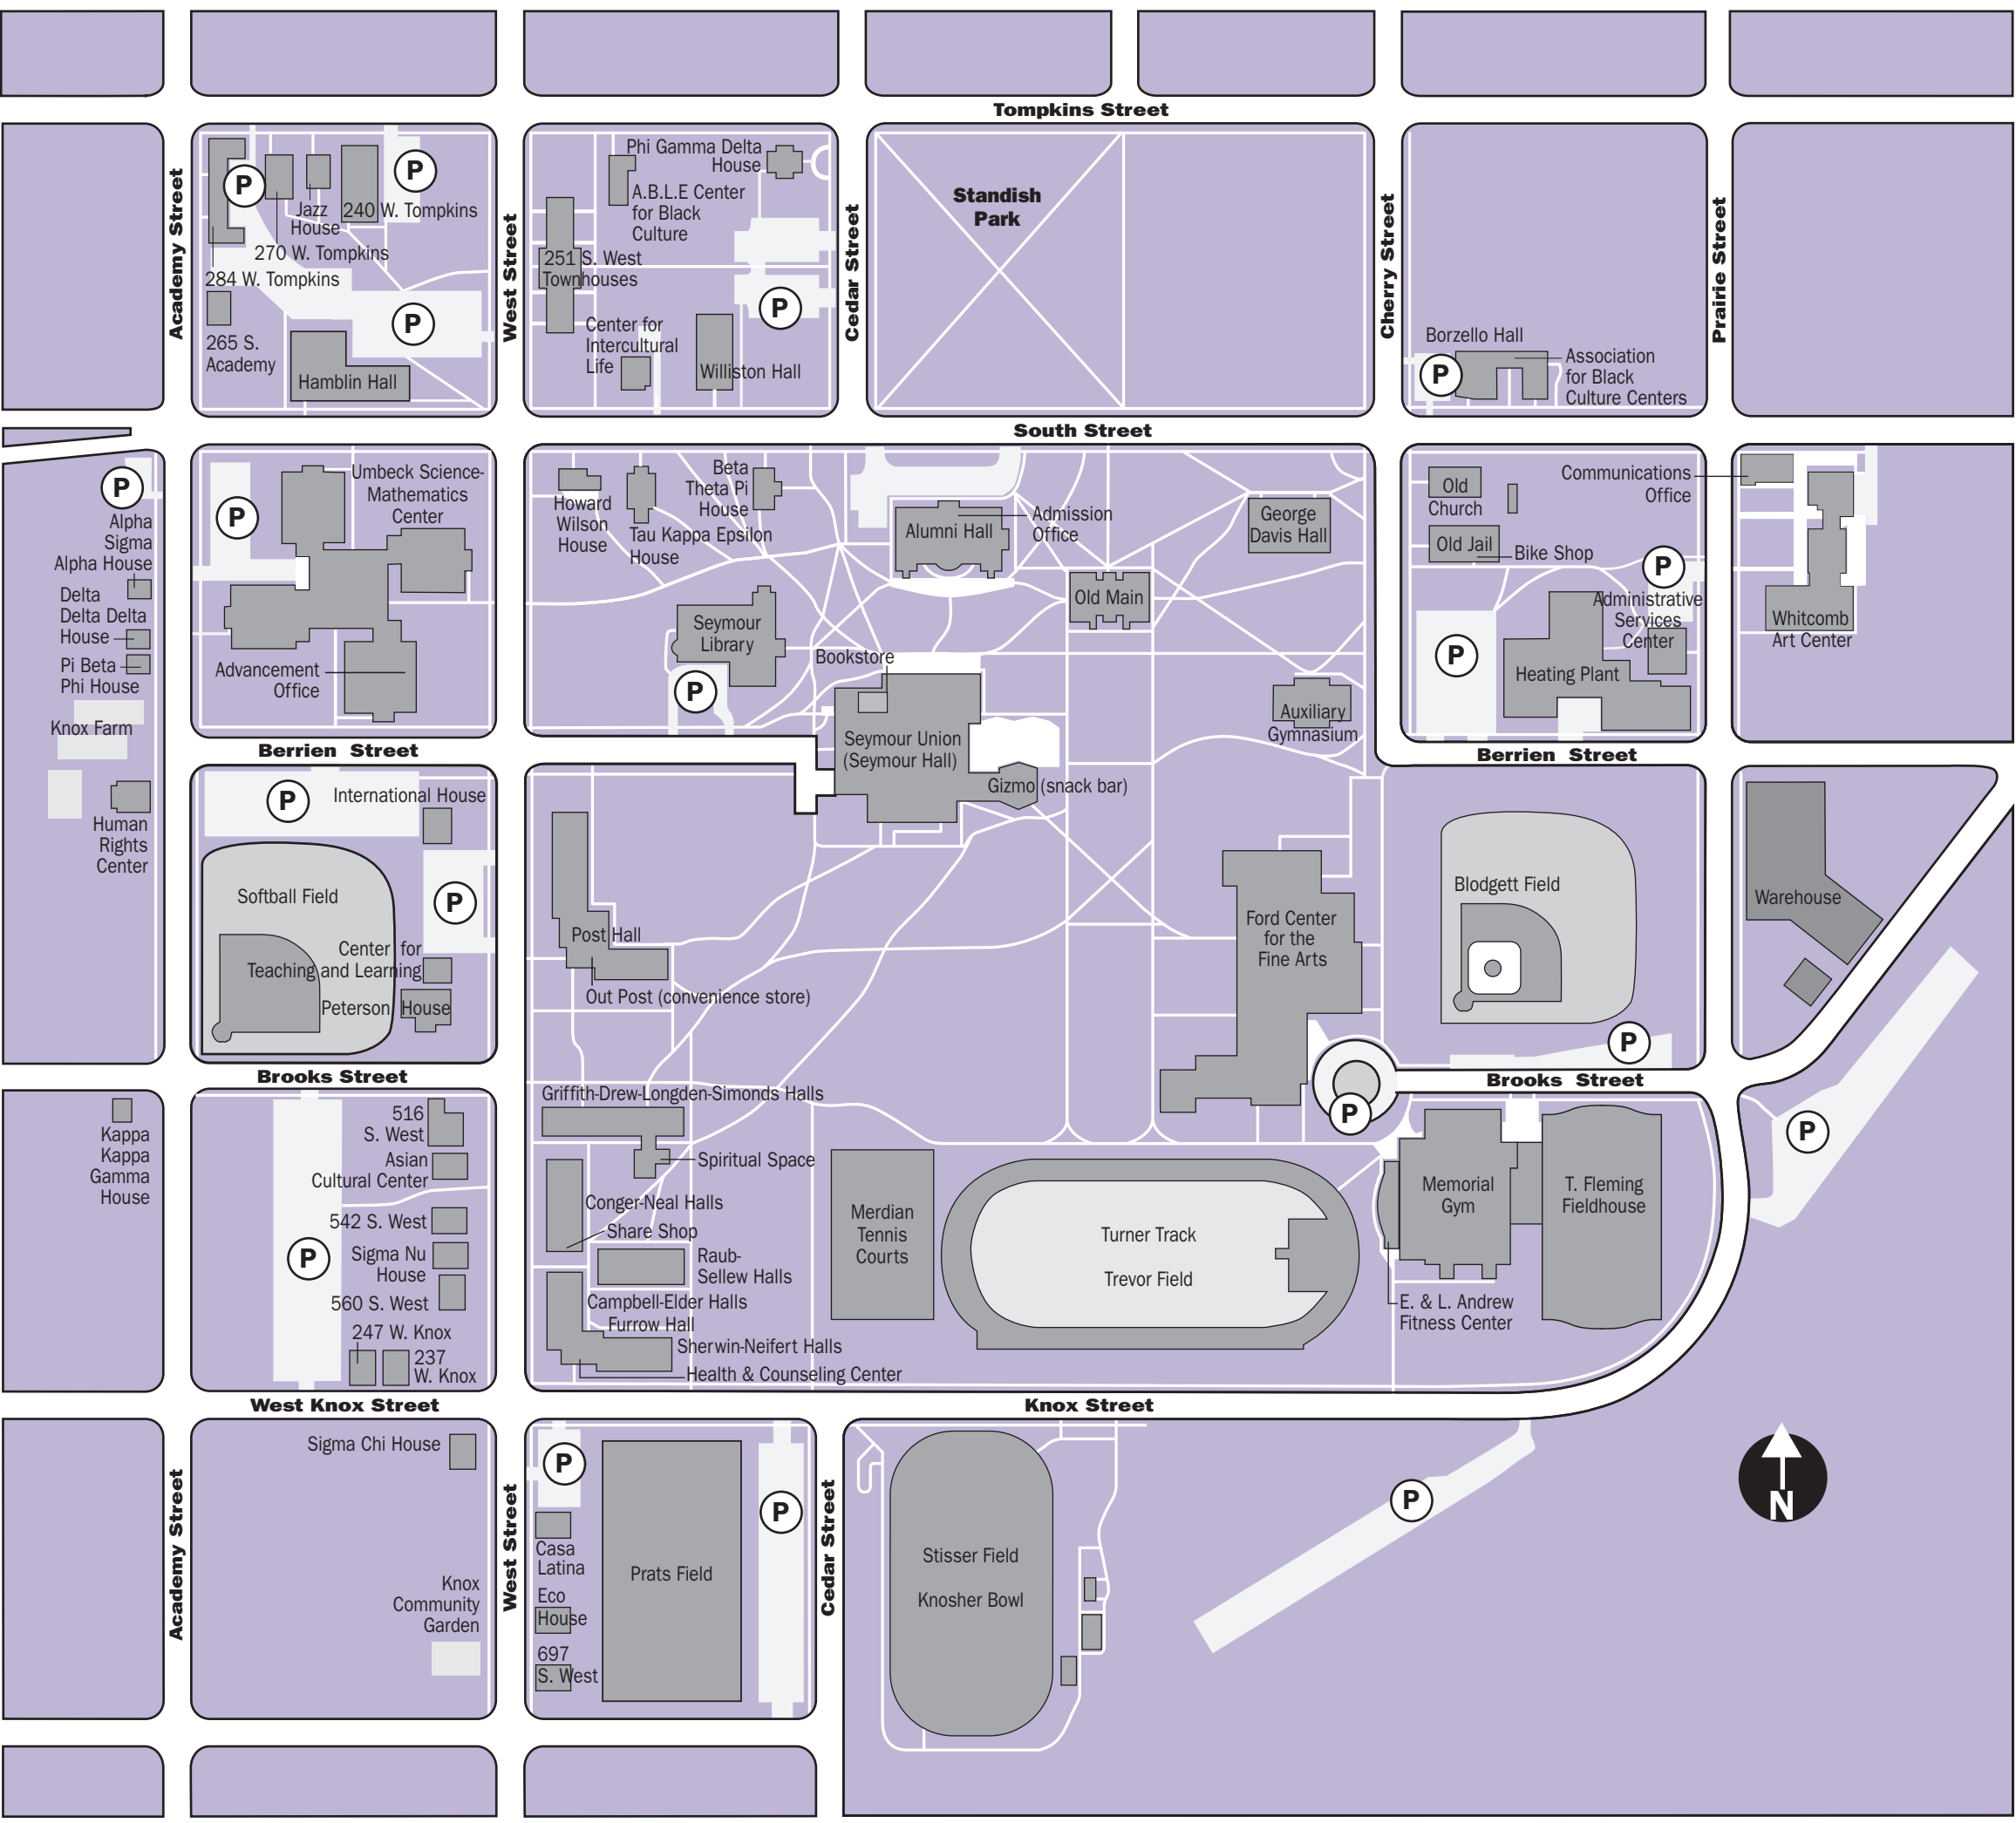 Tompkins Street
Academy Street
West Street
Cedar Street
Cherry Street
Prairie Street
P
P
Jazz
House
240 W. Tompkins
270 W. Tompkins
284 W. Tompkins
P
265 S.
Academy
Hamblin Hall
Phi Gamma Delta
House
A.B.L.E Center
for Black
Culture
251 S. West
Townhouses
P
Center for
Intercultural
Life
Williston Hall
Standish
Park
Borzello Hall
P
Association
for Black
Culture Centers
South Street
P
Alpha
Sigma
Alpha House
Delta
Delta Delta
House
Pi Beta
Phi House
Knox Farm
Human
Rights
Center
P
Umbeck Science-
Mathematics
Center
Advancement
Office
Howard
Wilson
House
Tau Kappa Epsilon
House
Beta
Theta Pi
House
Alumni Hall
Admission
Office
George
Davis Hall
Old Main
Seymour
Library
P
Bookstore
Seymour Union
(Seymour Hall)
Gizmo (snack bar)
Auxiliary
Gymnasium
Old
Church
Old Jail
Bike Shop
P
Administrative
Services
Center
P
Heating Plant
Communications
Office
Whitcomb
Art Center
Berrien Street
Berrien Street
P
International House
Softball Field
P
Center for
Teaching and Learning
Peterson House
Post Hall
Out Post (convenience store)
Ford Center
for the
Fine Arts
Blodgett Field
P
Warehouse
Brooks Street
Brooks Street
P
P
Kappa
Kappa
Gamma
House
516
S. West
Asian
Cultural Center
542 S. West
P
Sigma Nu
House
560 S. West
247 W. Knox
237
W. Knox
Griffith-Drew-Longden-Simonds Halls
Spiritual Space
Conger-Neal Halls
Share Shop
Raub-
Sellew Halls
Campbell-Elder Halls
Furrow Hall
Sherwin-Neifert Halls
Health & Counseling Center
Merdian
Tennis
Courts
Turner Track
Trevor Field
Memorial
Gym
T. Fleming
Fieldhouse
E. & L. Andrew
Fitness Center
West Knox Street
Knox Street
Academy Street
West Street
Cedar Street
Sigma Chi House
Knox
Community
Garden
P
Casa
Latina
Eco
House
697
S. West
Prats Field
P
Stisser Field
Knosher Bowl
P
N